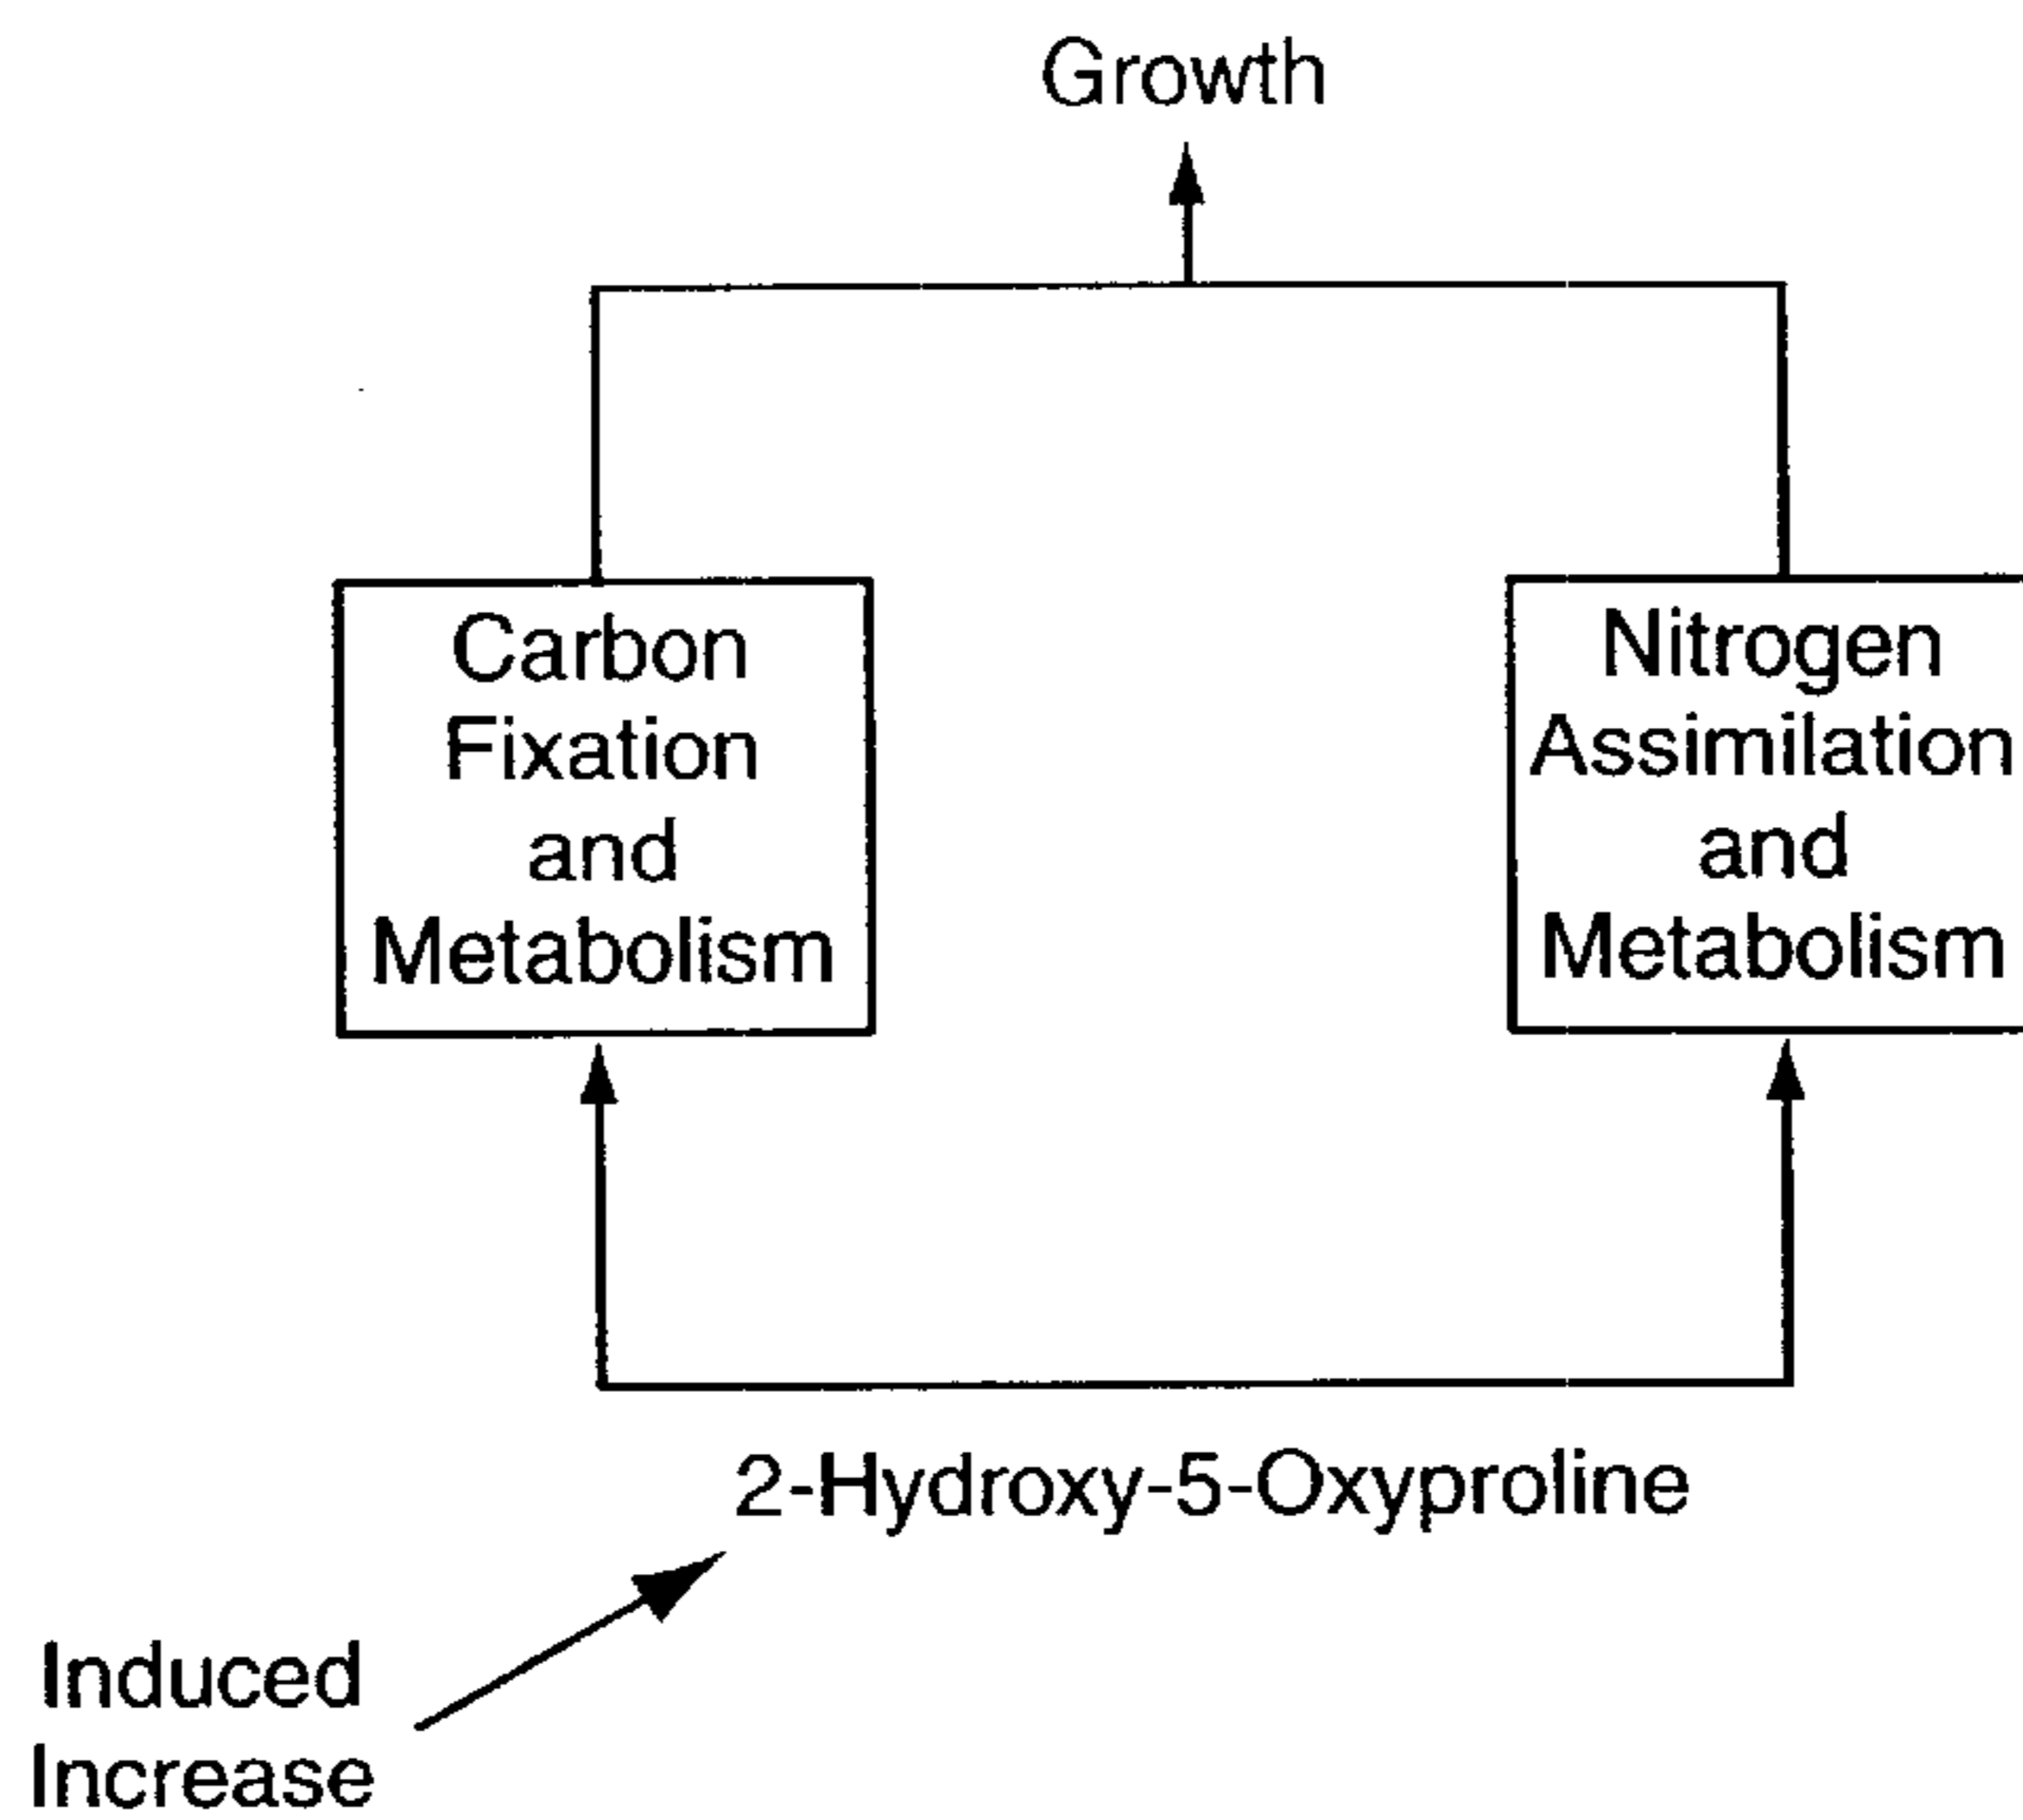 Growth
Carbon
Fixation
and
Metabolism
Nitrogen
Assimilation
and
Metabolism
2-Hydroxy-5-Oxyproline
Induced
Increase